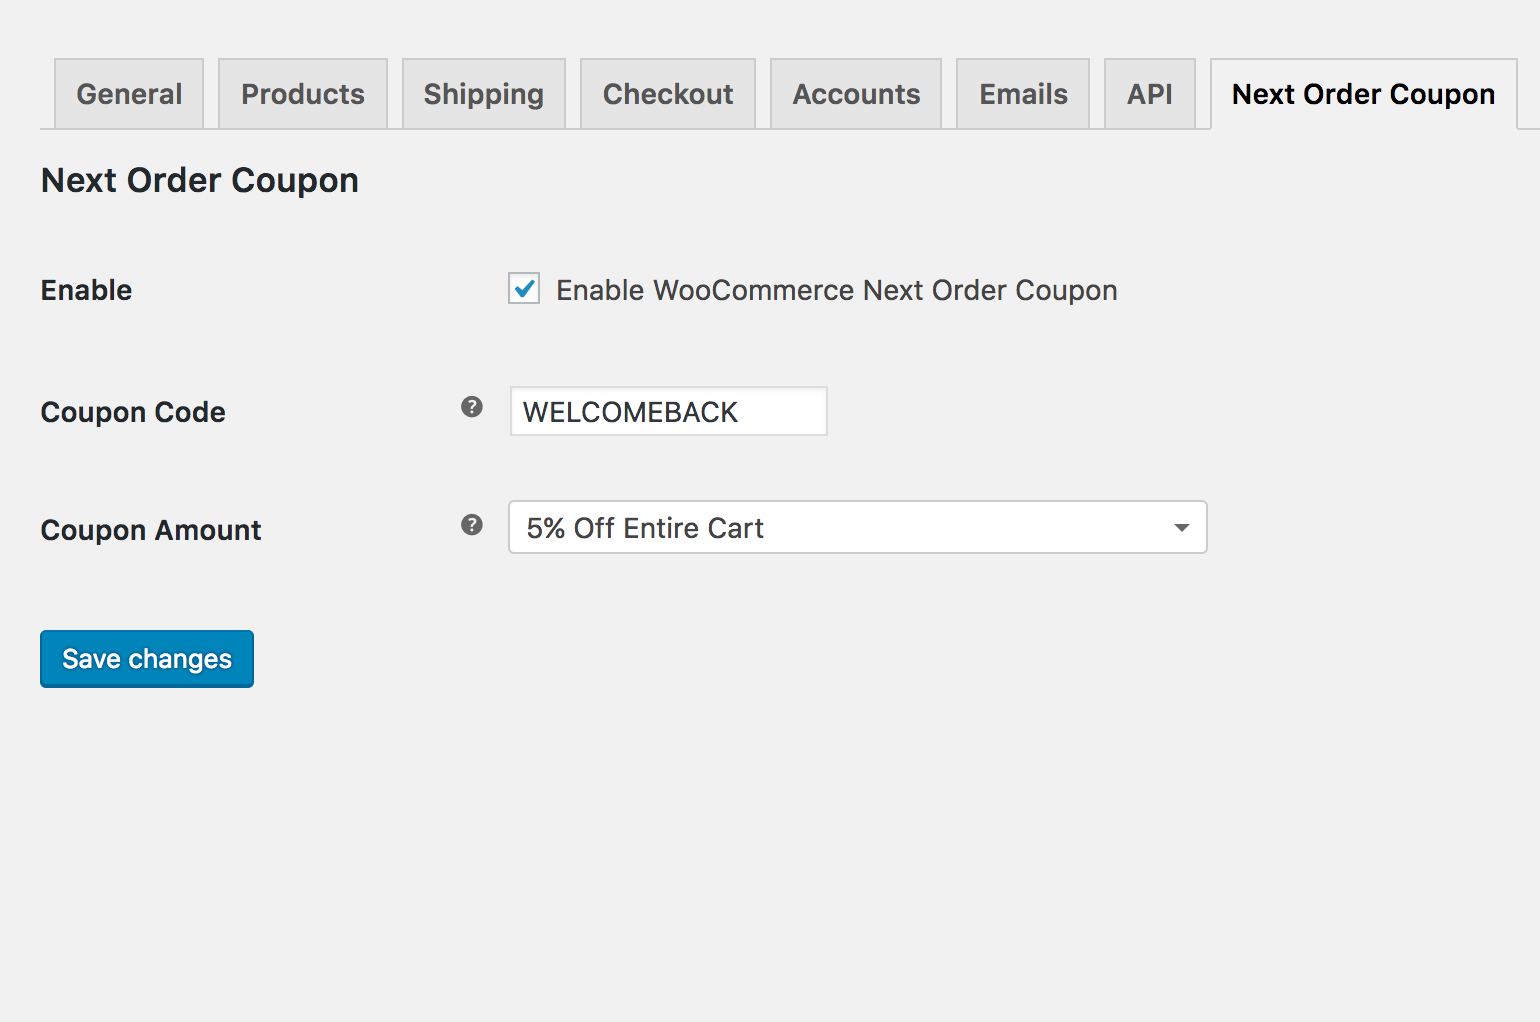 General Products Shipping Checkout Accounts Emails API Next Order Coupon
Next Order Coupon
Enable Enable WooCommerce Next Order Coupon
Coupon Code ? WELCOMEBACK
Coupon Amount ? 5% Off Entire Cart
Save changes